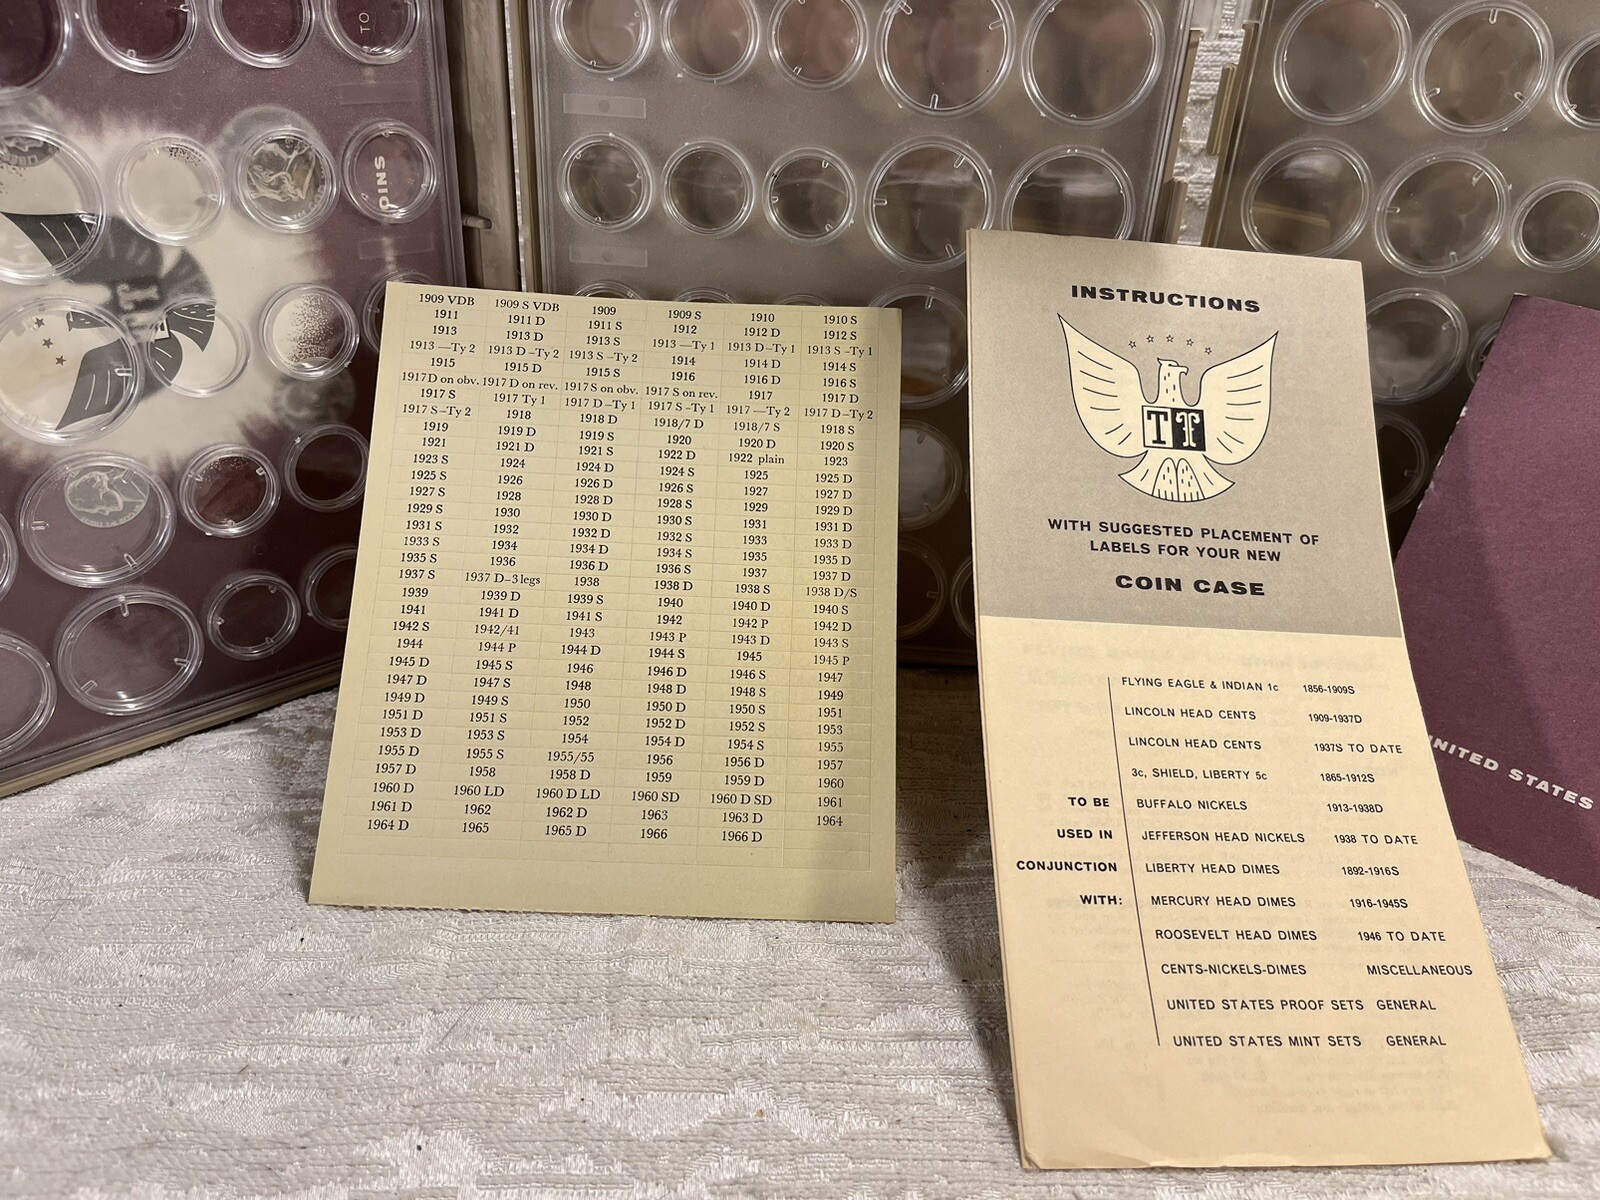 TO
PINS
T
1909 VDB 1909 S VDB 1909 1909 S 1910 1910 S
1911 1911 D 1911 S 1912 1912 D 1912 S
1913 1913 D 1913 S 1913 —Ty 1 1913 D–Ty 1 1913 S –Ty 1
1913 —Ty 2 1913 D –Ty 2 1913 S –Ty 2 1914 1914 D 1914 S
1915 1915 D 1915 S 1916 1916 D 1916 S
1917 D on obv. 1917 D on rev. 1917 S on obv. 1917 S on rev. 1917 1917 D
1917 S 1917 Ty 1 1917 D –Ty 1 1917 S –Ty 1 1917 —Ty 2 1917 D–Ty 2
1917 S –Ty 2 1918 1918 D 1918/7 D 1918/7 S 1918 S
1919 1919 D 1919 S 1920 1920 D 1920 S
1921 1921 D 1921 S 1922 D 1922 plain 1923
1923 S 1924 1924 D 1924 S 1925 1925 D
1925 S 1926 1926 D 1926 S 1927 1927 D
1927 S 1928 1928 D 1928 S 1929 1929 D
1929 S 1930 1930 D 1930 S 1931 1931 D
1931 S 1932 1932 D 1932 S 1933 1933 D
1933 S 1934 1934 D 1934 S 1935 1935 D
1935 S 1936 1936 D 1936 S 1937 1937 D
1937 S 1937 D–3 legs 1938 1938 D 1938 S 1938 D/S
1939 1939 D 1939 S 1940 1940 D 1940 S
1941 1941 D 1941 S 1942 1942 P 1942 D
1942 S 1942/41 1943 1943 P 1943 D 1943 S
1944 1944 P 1944 D 1944 S 1945 1945 P
1945 D 1945 S 1946 1946 D 1946 S 1947
1947 D 1947 S 1948 1948 D 1948 S 1949
1949 D 1949 S 1950 1950 D 1950 S 1951
1951 D 1951 S 1952 1952 D 1952 S 1953
1953 D 1953 S 1954 1954 D 1954 S 1955
1955 D 1955 S 1955/55 1956 1956 D 1957
1957 D 1958 1958 D 1959 1959 D 1960
1960 D 1960 LD 1960 D LD 1960 SD 1960 D SD 1961
1961 D 1962 1962 D 1963 1963 D 1964
1964 D 1965 1965 D 1966 1966 D
INSTRUCTIONS
T T
WITH SUGGESTED PLACEMENT OF
LABELS FOR YOUR NEW
COIN CASE
TO BE
USED IN
CONJUNCTION
WITH:
FLYING EAGLE & INDIAN 1c 1856-1909S
LINCOLN HEAD CENTS 1909-1937D
LINCOLN HEAD CENTS 1937S TO DATE
3c, SHIELD, LIBERTY 5c 1865-1912S
BUFFALO NICKELS 1913-1938D
JEFFERSON HEAD NICKELS 1938 TO DATE
LIBERTY HEAD DIMES 1892-1916S
MERCURY HEAD DIMES 1916-1945S
ROOSEVELT HEAD DIMES 1946 TO DATE
CENTS-NICKELS-DIMES MISCELLANEOUS
UNITED STATES PROOF SETS GENERAL
UNITED STATES MINT SETS GENERAL
UNITED STATES